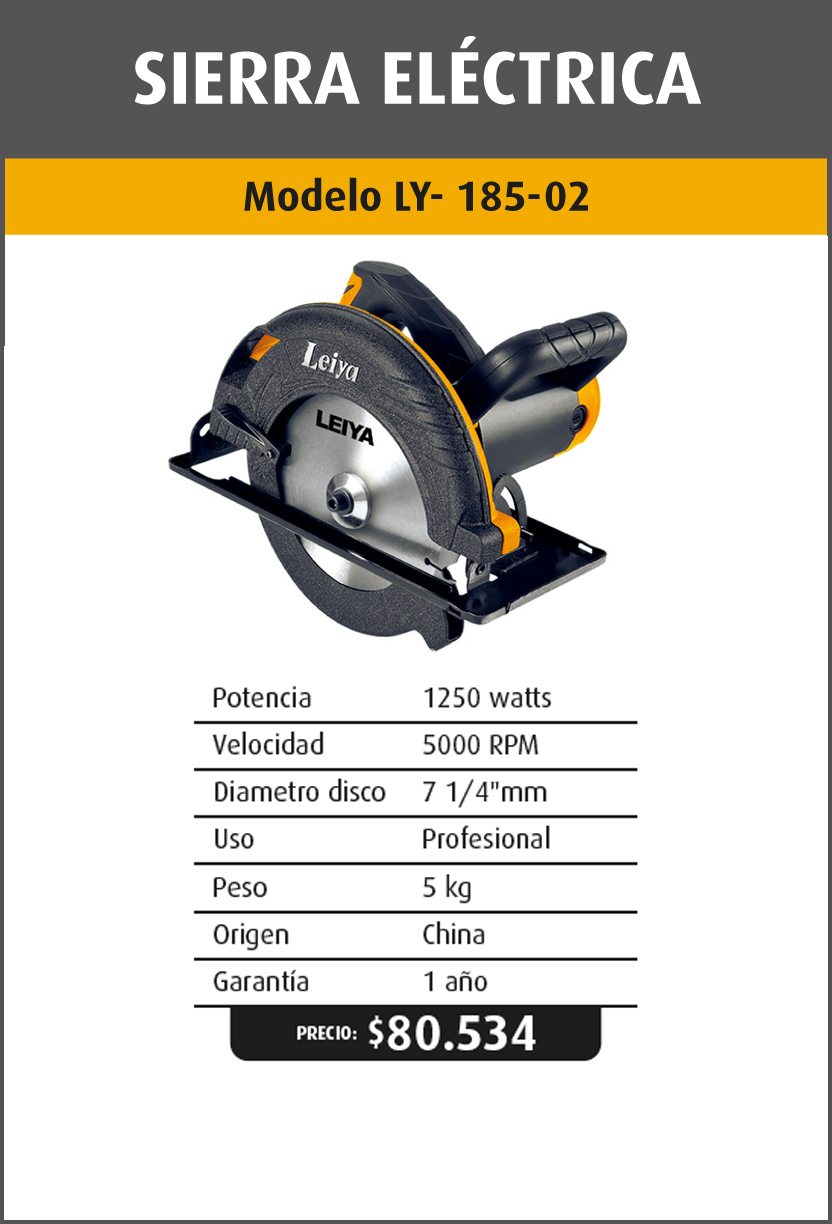 SIERRA ELÉCTRICA
Modelo LY- 185-02
Leiya
LEIYA
Potencia 1250 watts
Velocidad 5000 RPM
Diametro disco 7 1/4"mm
Uso Profesional
Peso 5 kg
Origen China
Garantía 1 año
PRECIO: $80.534